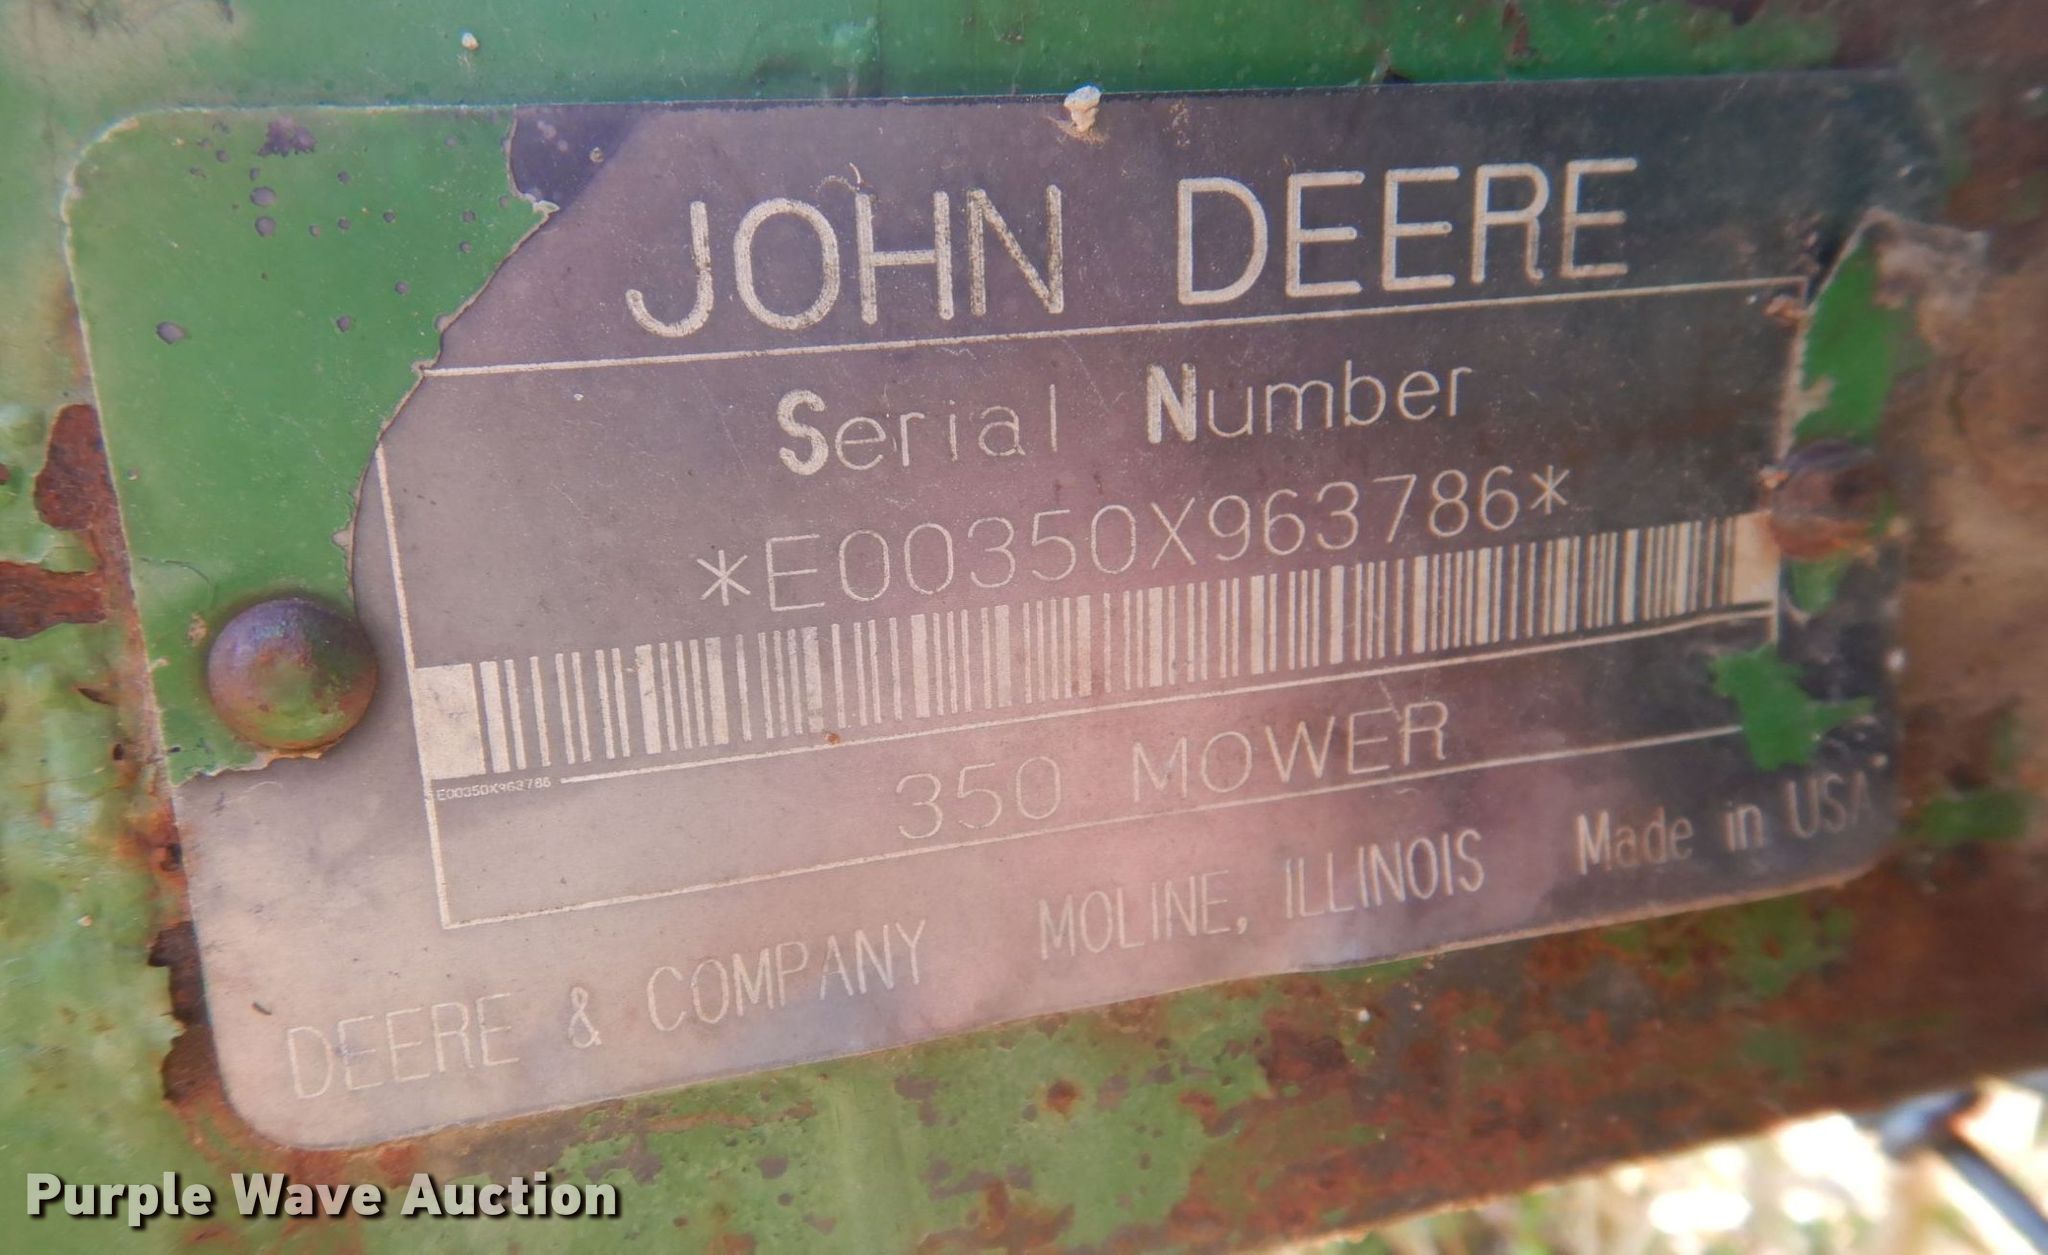 JOHN DEERE
Serial Number
*E00350X963786*
E00350X963786
350 MOWER
DEERE & COMPANY MOLINE, ILLINOIS Made in USA
Purple Wave Auction